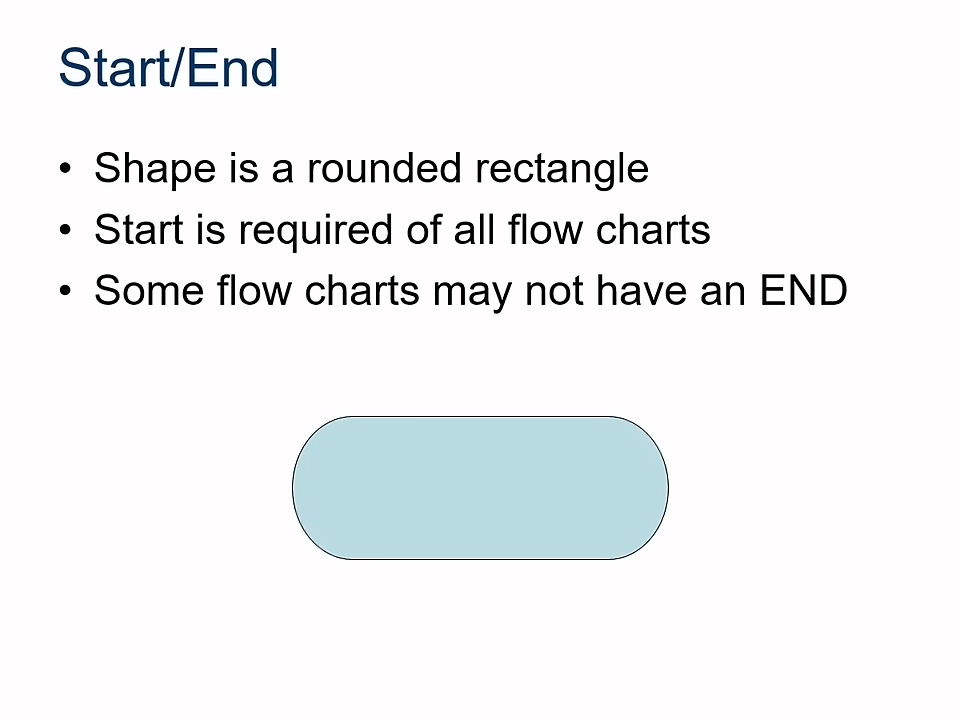 Start/End
• Shape is a rounded rectangle
• Start is required of all flow charts
• Some flow charts may not have an END